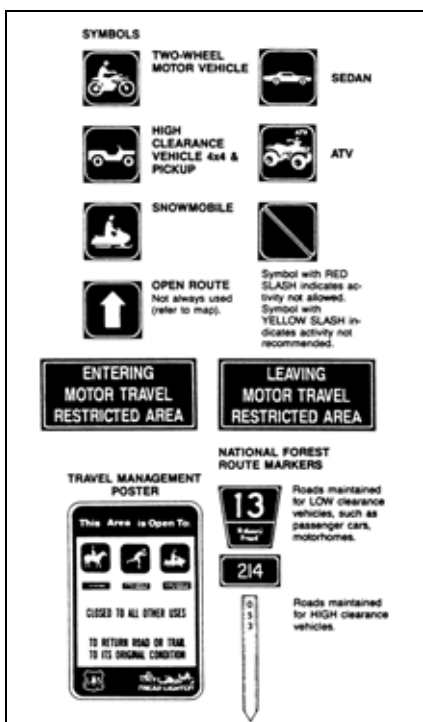 SYMBOLS
TWO-WHEEL
MOTOR VEHICLE
SEDAN
HIGH
CLEARANCE
VEHICLE 4x4 &
PICKUP
ATV
ATV
SNOWMOBILE
OPEN ROUTE
Not always used
(refer to map).
Symbol with RED
SLASH indicates ac-
tivity not allowed.
Symbol with
YELLOW SLASH in-
dicates activity not
recommended.
ENTERING
MOTOR TRAVEL
RESTRICTED AREA
LEAVING
MOTOR TRAVEL
RESTRICTED AREA
TRAVEL MANAGEMENT
POSTER
This Area is Open To:
CLOSED TO ALL OTHER USES
TO RETURN ROAD OR TRAIL
TO ITS ORIGINAL CONDITION
NATIONAL FOREST
ROUTE MARKERS
13
Roads maintained
for LOW clearance
vehicles, such as
passenger cars,
motorhomes.
214
0
5
3
Roads maintained
for HIGH clearance
vehicles.